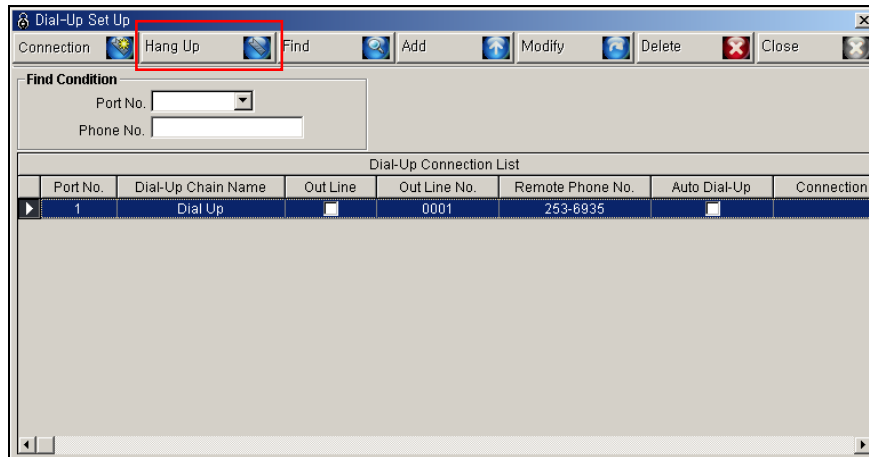 Dial-Up Set Up
Connection Hang Up Find Add Modify Delete Close
Find Condition
Port No.
Phone No.
Dial-Up Connection List
Port No. Dial-Up Chain Name Out Line Out Line No. Remote Phone No. Auto Dial-Up Connection
1 Dial Up 0001 253-6935